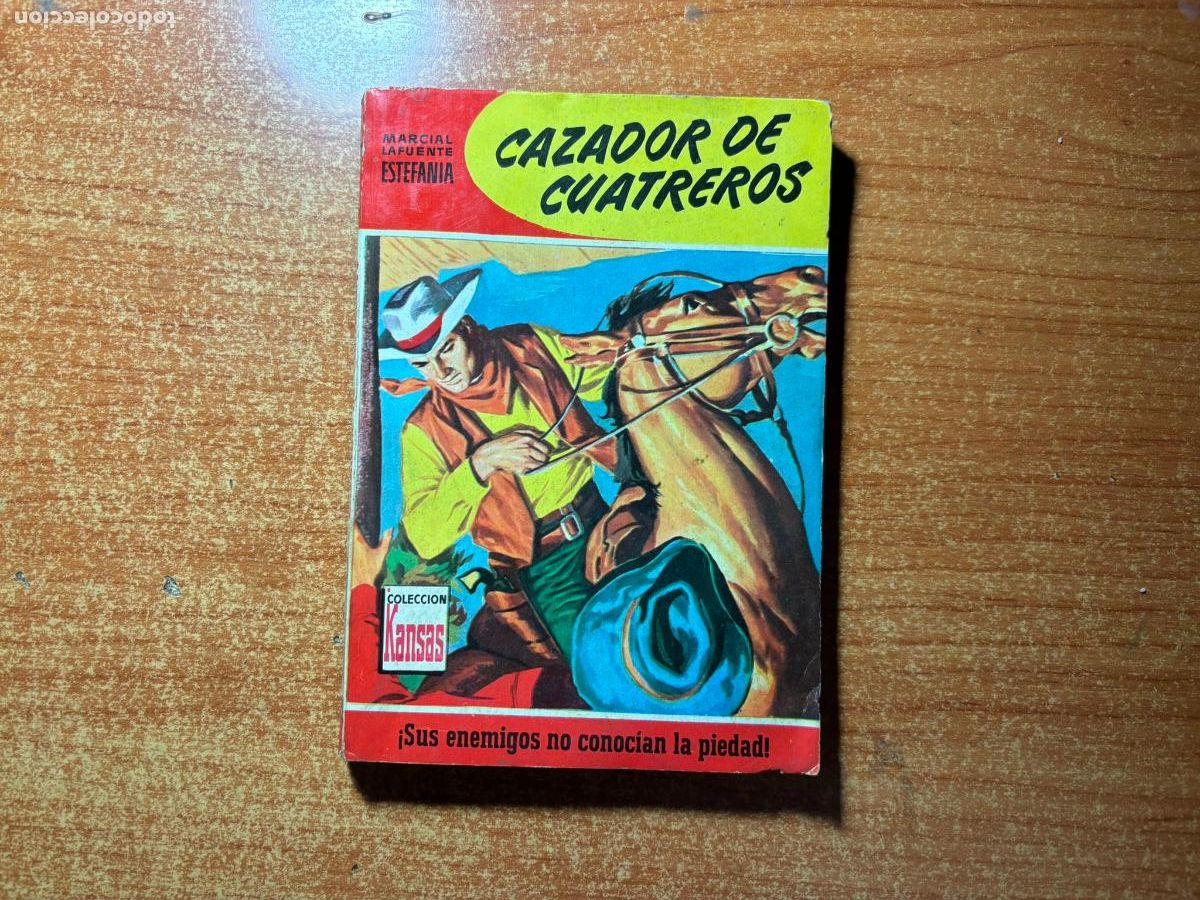 todocoleccion
MARCIAL
LAFUENTE
ESTEFANIA
CAZADOR DE
CUATREROS
COLECCION
Kansas
¡Sus enemigos no conocían la piedad!